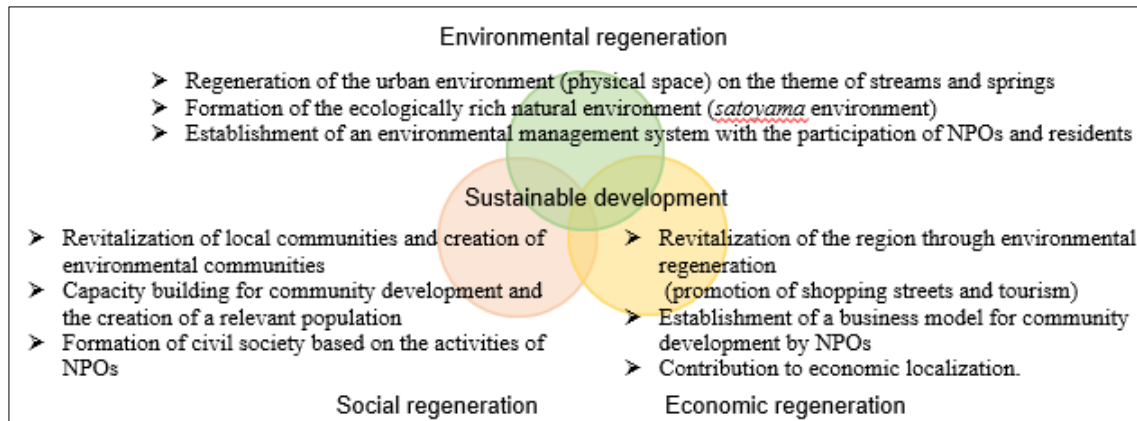 Environmental regeneration
➢ Regeneration of the urban environment (physical space) on the theme of streams and springs
➢ Formation of the ecologically rich natural environment (satoyama environment)
➢ Establishment of an environmental management system with the participation of NPOs and residents
Sustainable development
➢ Revitalization of local communities and creation of
environmental communities
➢ Capacity building for community development and
the creation of a relevant population
➢ Formation of civil society based on the activities of
NPOs
Social regeneration
➢ Revitalization of the region through environmental
regeneration
(promotion of shopping streets and tourism)
➢ Establishment of a business model for community
development by NPOs
➢ Contribution to economic localization.
Economic regeneration